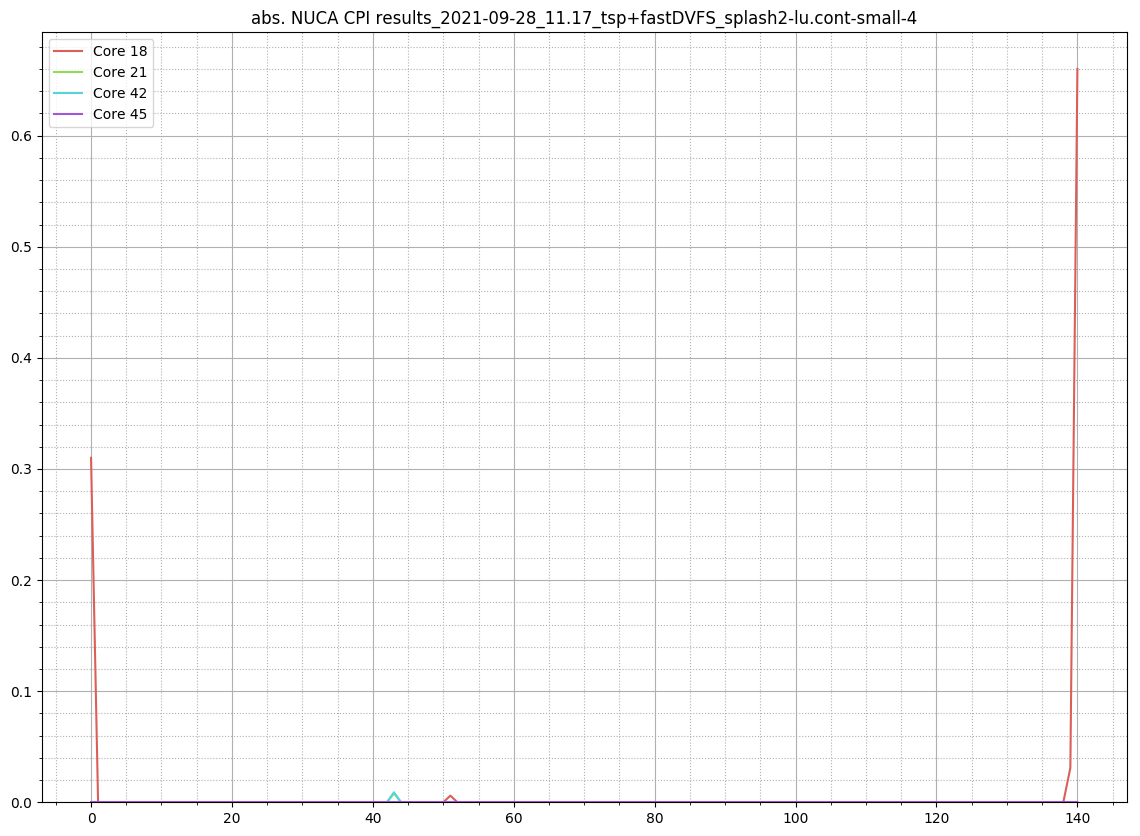 abs. NUCA CPI results_2021-09-28_11.17_tsp+fastDVFS_splash2-lu.cont-small-4
Core 18
Core 21
Core 42
Core 45
0.6
0.5
0.4
0.3
0.2
0.1
0.0
0 20 40 60 80 100 120 140